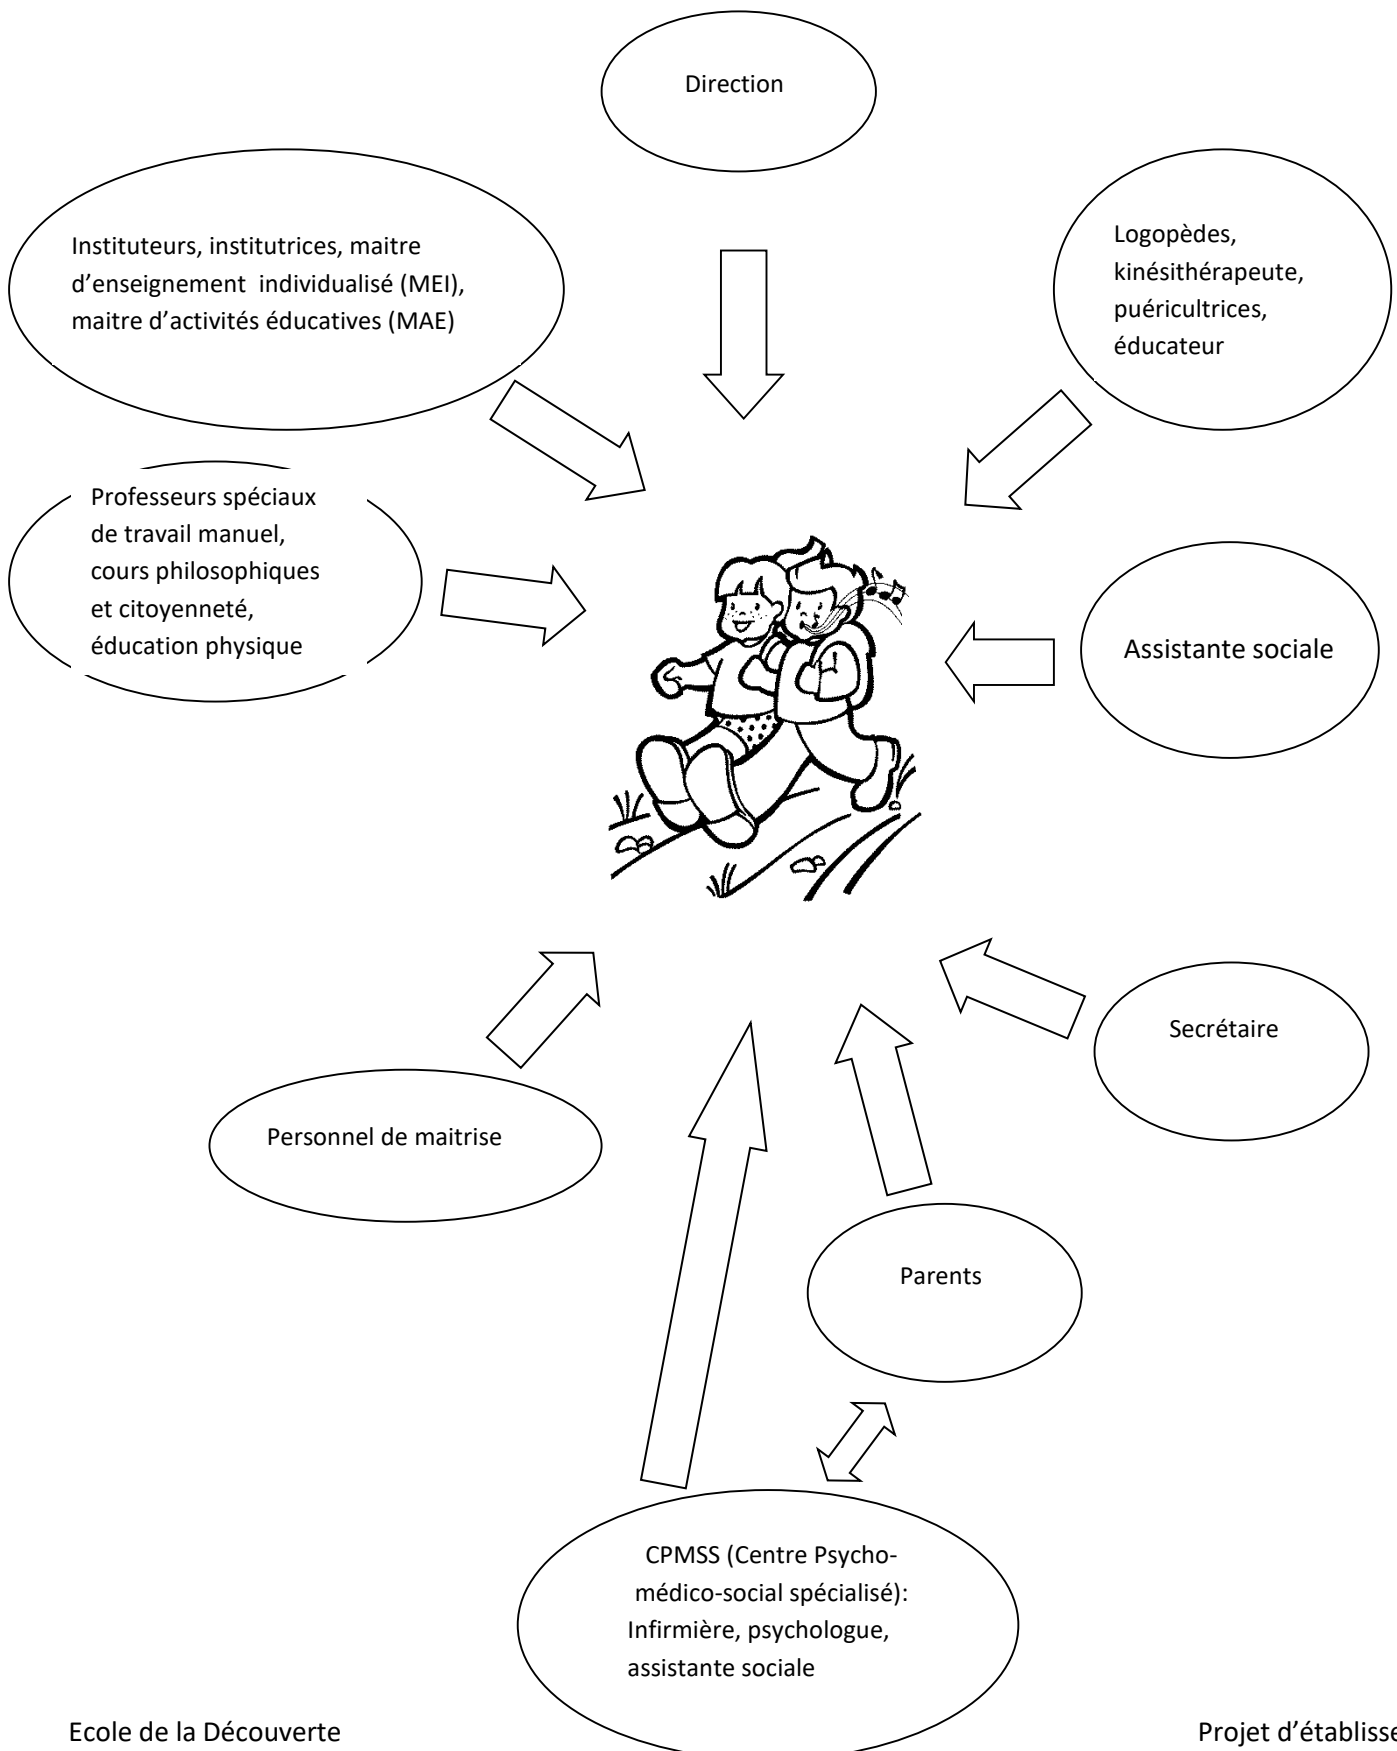 Direction
Instituteurs, institutrices, maitre
d’enseignement individualisé (MEI),
maitre d’activités éducatives (MAE)
Logopèdes,
kinésithérapeute,
puéricultrices,
éducateur
Professeurs spéciaux
de travail manuel,
cours philosophiques
et citoyenneté,
éducation physique
Assistante sociale
Secrétaire
Personnel de maitrise
Parents
CPMSS (Centre Psycho-
médico-social spécialisé):
Infirmière, psychologue,
assistante sociale
Ecole de la Découverte
Projet d’établisse